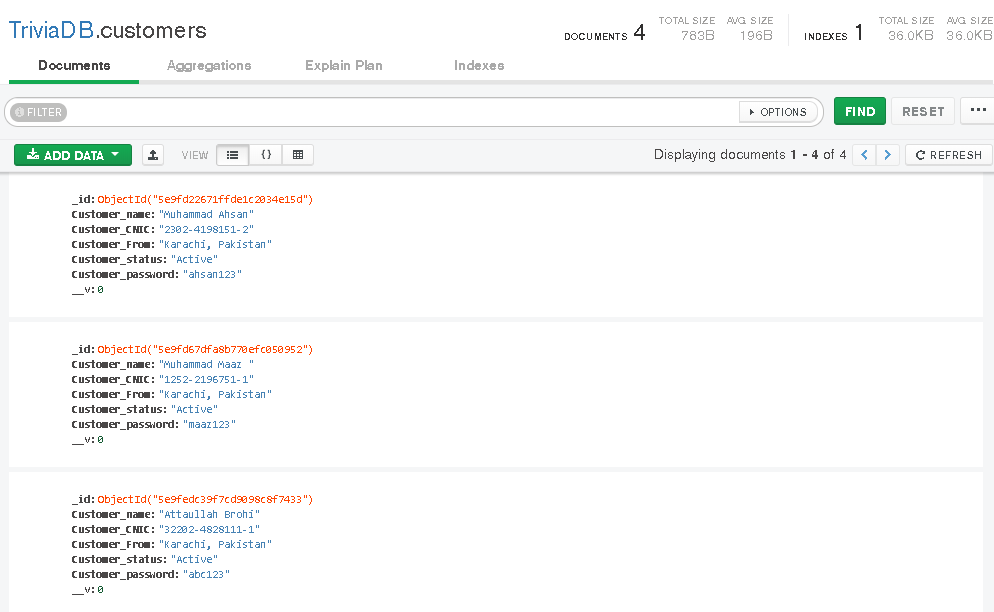 TriviaDB.customers
DOCUMENTS 4 TOTAL SIZE 783B AVG. SIZE 196B INDEXES 1 TOTAL SIZE 36.0KB AVG. SIZE 36.0KB
Documents Aggregations Explain Plan Indexes
FILTER OPTIONS FIND RESET ...
ADD DATA VIEW {} Displaying documents 1 - 4 of 4 < > REFRESH
_id: ObjectId("5e9fd22671ffde1c2034e15d")
Customer_name: "Muhammad Ahsan"
Customer_CNIC: "2302-4198151-2"
Customer_From: "Karachi, Pakistan"
Customer_status: "Active"
Customer_password: "ahsan123"
__v: 0
_id: ObjectId("5e9fd67dfa8b770efc050952")
Customer_name: "Muhammad Maaz "
Customer_CNIC: "1252-2196751-1"
Customer_From: "Karachi, Pakistan"
Customer_status: "Active"
Customer_password: "maaz123"
__v: 0
_id: ObjectId("5e9fedc39f7cd9098c8f7433")
Customer_name: "Attaullah Brohi"
Customer_CNIC: "32202-4828111-1"
Customer_From: "Karachi, Pakistan"
Customer_status: "Active"
Customer_password: "abc123"
__v: 0